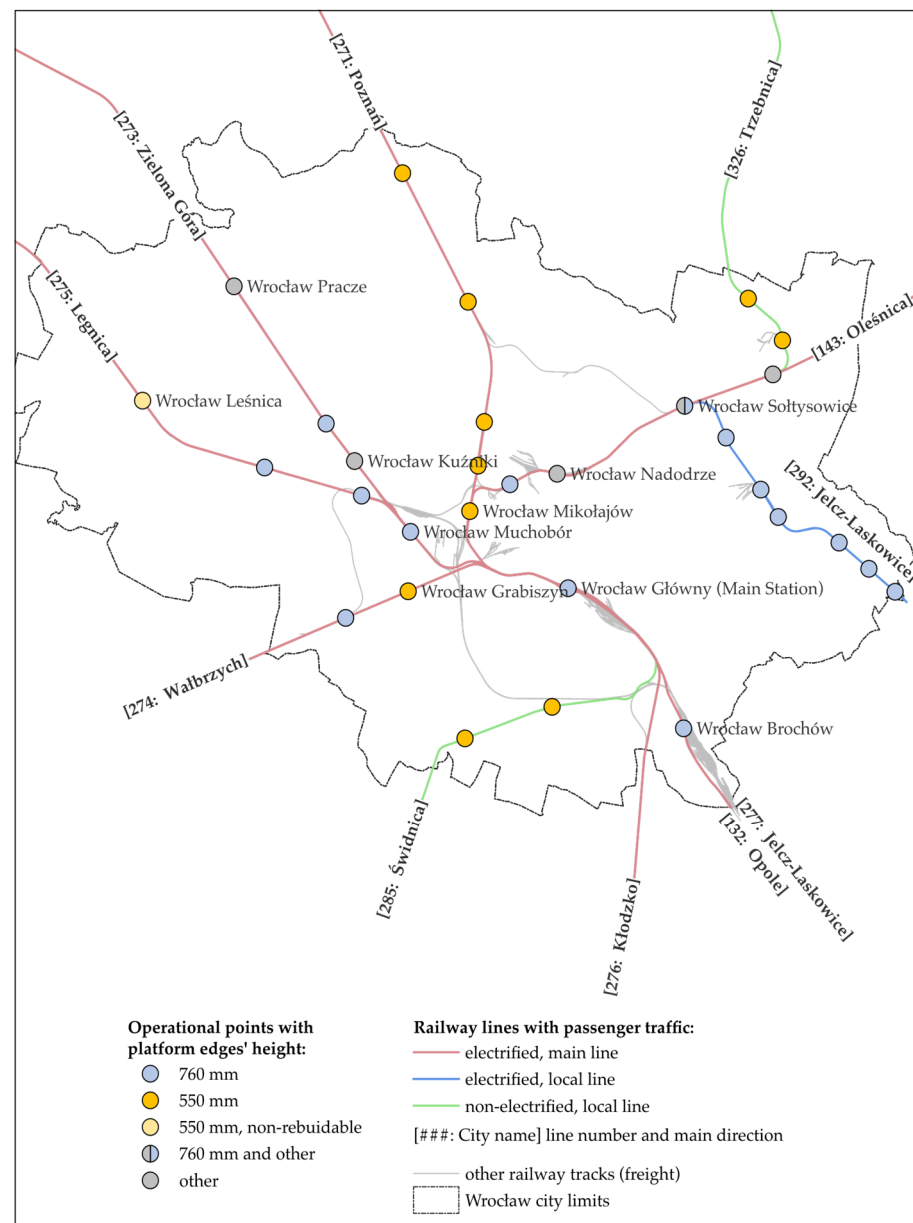 [271: Poznań]
[326: Trzebnica]
[273: Zielona Góra]
[275: Legnica]
Wrocław Pracze
[143: Oleśnica]
Wrocław Leśnica
Wrocław Sołtysowice
Wrocław Kuźniki
Wrocław Nadodrze
[292: Jelcz-Laskowice]
Wrocław Mikołajów
Wrocław Muchobór
Wrocław Grabiszyn
Wrocław Główny (Main Station)
[274: Wałbrzych]
Wrocław Brochów
[285: Świdnica]
[277: Jelcz-Laskowice]
[132: Opole]
[276: Kłodzko]
Operational points with
platform edges' height:
760 mm
550 mm
550 mm, non-rebuidable
760 mm and other
other
Railway lines with passenger traffic:
electrified, main line
electrified, local line
non-electrified, local line
[###: City name] line number and main direction
other railway tracks (freight)
Wrocław city limits